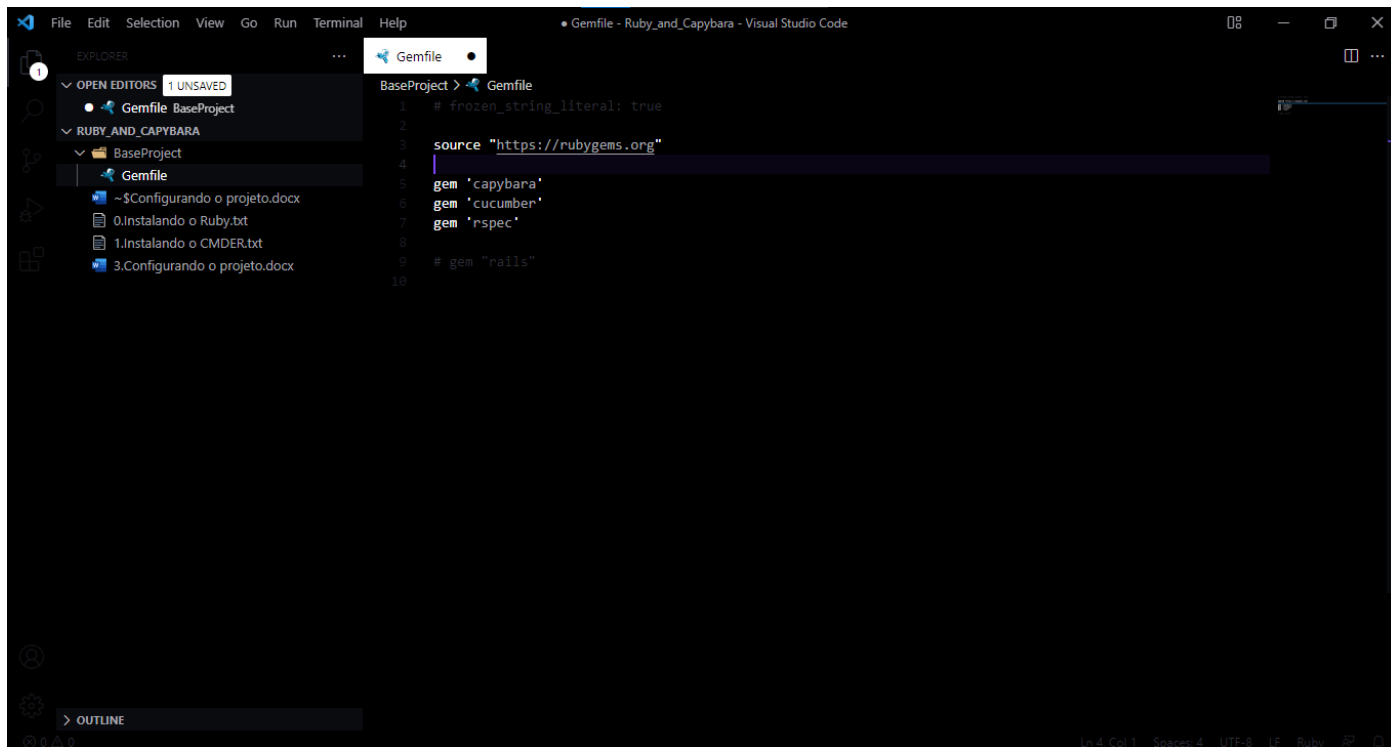 File Edit Selection View Go Run Terminal Help
● Gemfile - Ruby_and_Capybara - Visual Studio Code
EXPLORER
1
OPEN EDITORS 1 UNSAVED
Gemfile BaseProject
RUBY_AND_CAPYBARA
BaseProject
Gemfile
~$Configurando o projeto.docx
0.Instalando o Ruby.txt
1.Instalando o CMDER.txt
3.Configurando o projeto.docx
OUTLINE
Gemfile
BaseProject > Gemfile
1 # frozen_string_literal: true
2
3 source "https://rubygems.org"
4
5 gem 'capybara'
6 gem 'cucumber'
7 gem 'rspec'
8
9 # gem "rails"
10
0 0
Ln 4, Col 1 Spaces: 4 UTF-8 LF Ruby